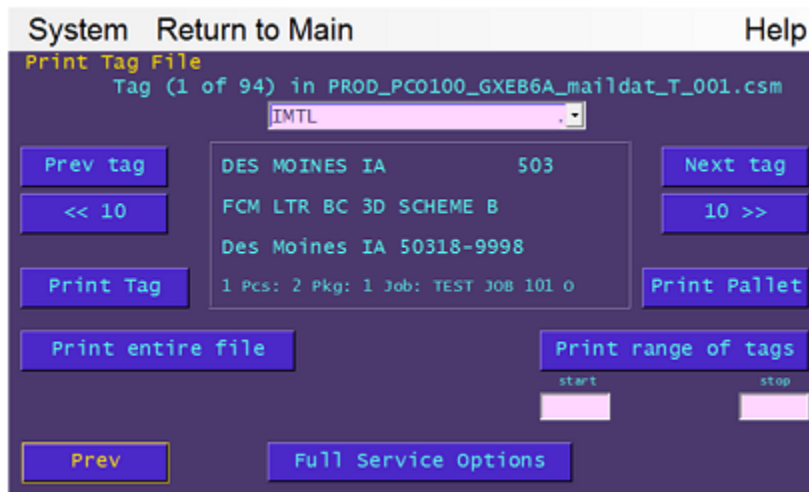 System Return to Main Help
Print Tag File
Tag (1 of 94) in PROD_PCO100_GXEB6A_maildat_T_001.csm
IMTL .
Prev tag
DES MOINES IA 503
Next tag
<< 10
FCM LTR BC 3D SCHEME B
10 >>
Des Moines IA 50318-9998
Print Tag
1 Pcs: 2 Pkg: 1 Job: TEST JOB 101 O
Print Pallet
Print entire file
Print range of tags
start stop
Prev
Full Service Options